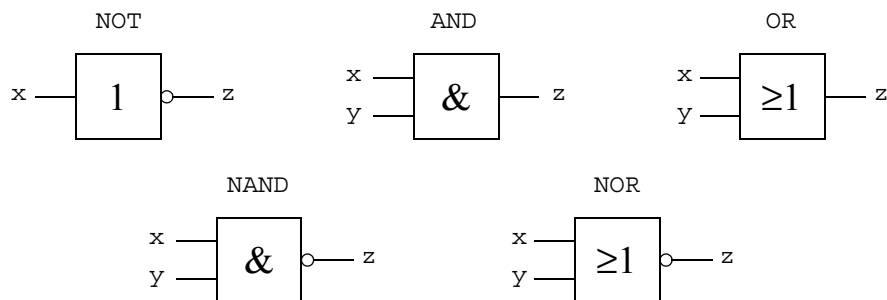 NOT AND OR
x 1 z
x y & z
x y ≥1 z
NAND NOR
x y & z
x y ≥1 z